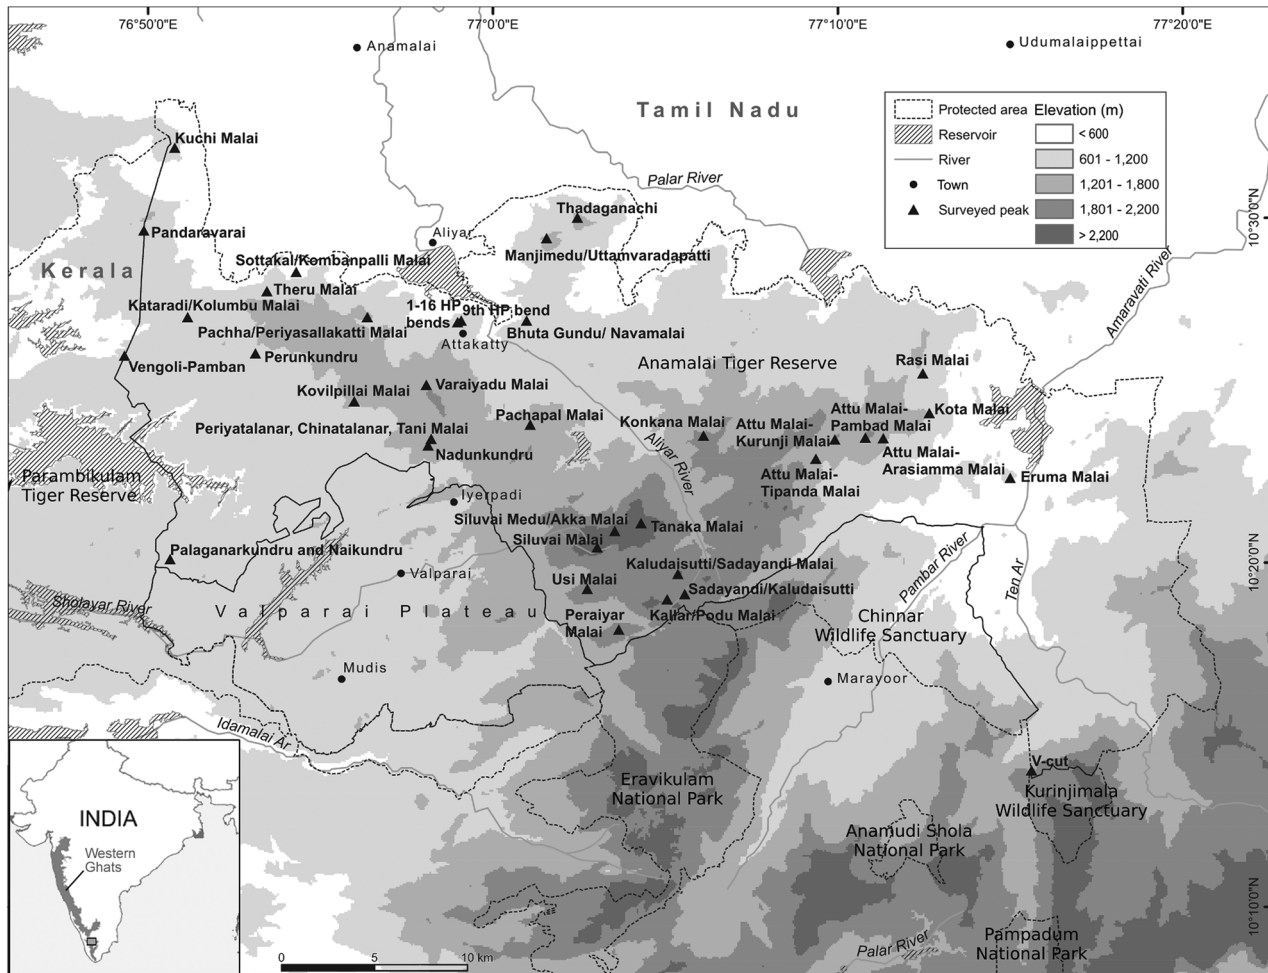 76°50'0"E
77°0'0"E
77°10'0"E
77°20'0"E
Anamalai
Udumalaippettai
Tamil Nadu
Protected area
Reservoir
River
Town
Surveyed peak
Elevation (m)
< 600
601 - 1,200
1,201 - 1,800
1,801 - 2,200
> 2,200
Kuchi Malai
Palar River
Thadaganachi
10°30'0"N
Pandaravarai
Aliyar
Manjimedu/Uttamvaradapatti
Kerala
Sottakai/Kombanpalli Malai
Amaravati River
Theru Malai
Kataradi/Kolumbu Malai
1-16 HP
bends
9th HP bend
Pachha/Periyasallakatti Malai
Attakatty
Bhuta Gundu/ Navamalai
Vengoli-Pamban
Perunkundru
Anamalai Tiger Reserve
Rasi Malai
Kovilpillai Malai
Varaiyadu Malai
Pachapal Malai
Konkana Malai
Attu Malai-
Kurunji Malai
Attu Malai-
Pambad Malai
Kota Malai
Periyatalanar, Chinatalanar, Tani Malai
Nadunkundru
Aliyar River
Attu Malai-
Arasiamma Malai
Attu Malai-
Tipanda Malai
Eruma Malai
Parambikulam
Tiger Reserve
Iyerpadi
Siluvai Medu/Akka Malai
Tanaka Malai
Siluvai Malai
Palaganarkundru and Naikundru
Kaludaisutti/Sadayandi Malai
Pambar River
Ten Ar
10°20'0"N
Valparai
Usi Malai
Sadayandi/Kaludaisutti
Sholayar River
Valparai Plateau
Peraiyar
Malai
Kallar/Podu Malai
Chinnar
Wildlife Sanctuary
Mudis
Marayoor
Idamalai Ar
V-cut
Eravikulam
National Park
Kurinjimala
Wildlife Sanctuary
INDIA
Western
Ghats
Anamudi Shola
National Park
10°10'0"N
Palar River
Pampadum
National Park
0
5
10 km